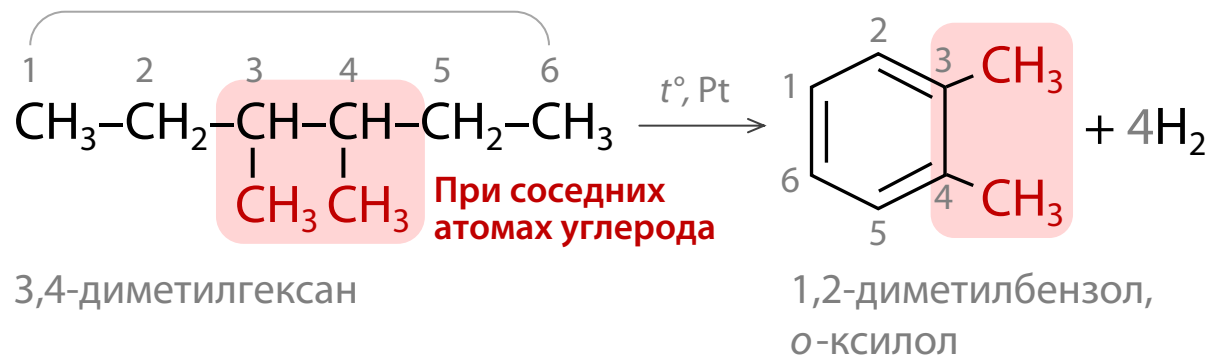 1 2 3 4 5 6
CH₃–CH₂–CH–CH–CH₂–CH₃
CH₃ CH₃
При соседних
атомах углерода
3,4-диметилгексан
t°, Pt
1 2 3 4 5 6
CH₃
CH₃
+ 4H₂
1,2-диметилбензол,
о-ксилол